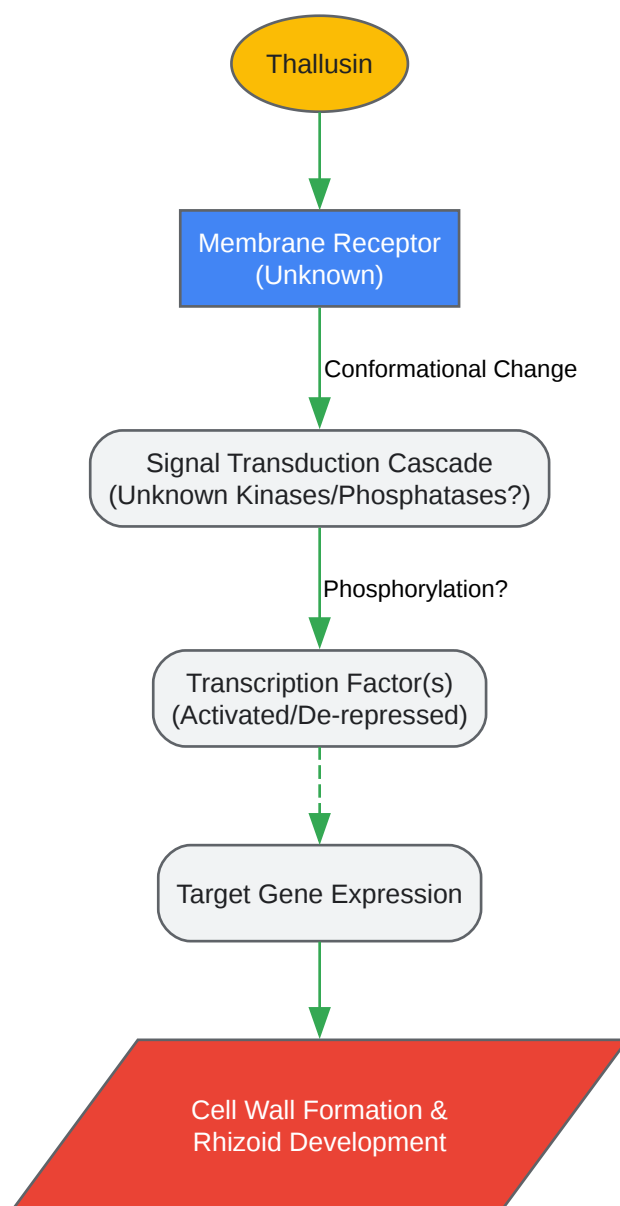 Thallusin
Membrane Receptor
(Unknown)
Conformational Change
Signal Transduction Cascade
(Unknown Kinases/Phosphatases?)
Phosphorylation?
Transcription Factor(s)
(Activated/De-repressed)
Target Gene Expression
Cell Wall Formation &
Rhizoid Development